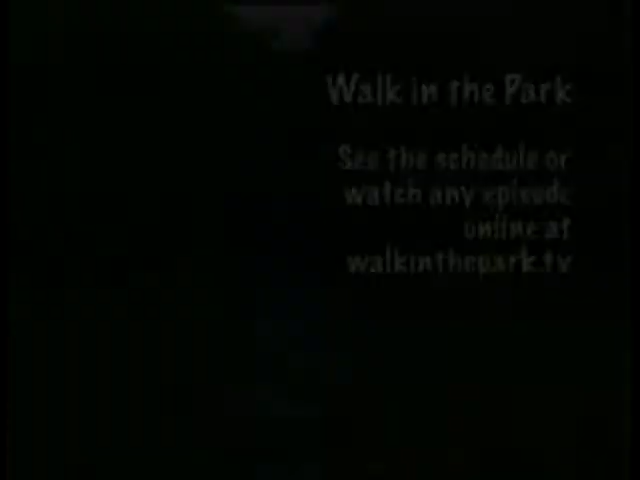 Walk in the Park
See the schedule or
watch any episode
online at
walkinthepark.tv